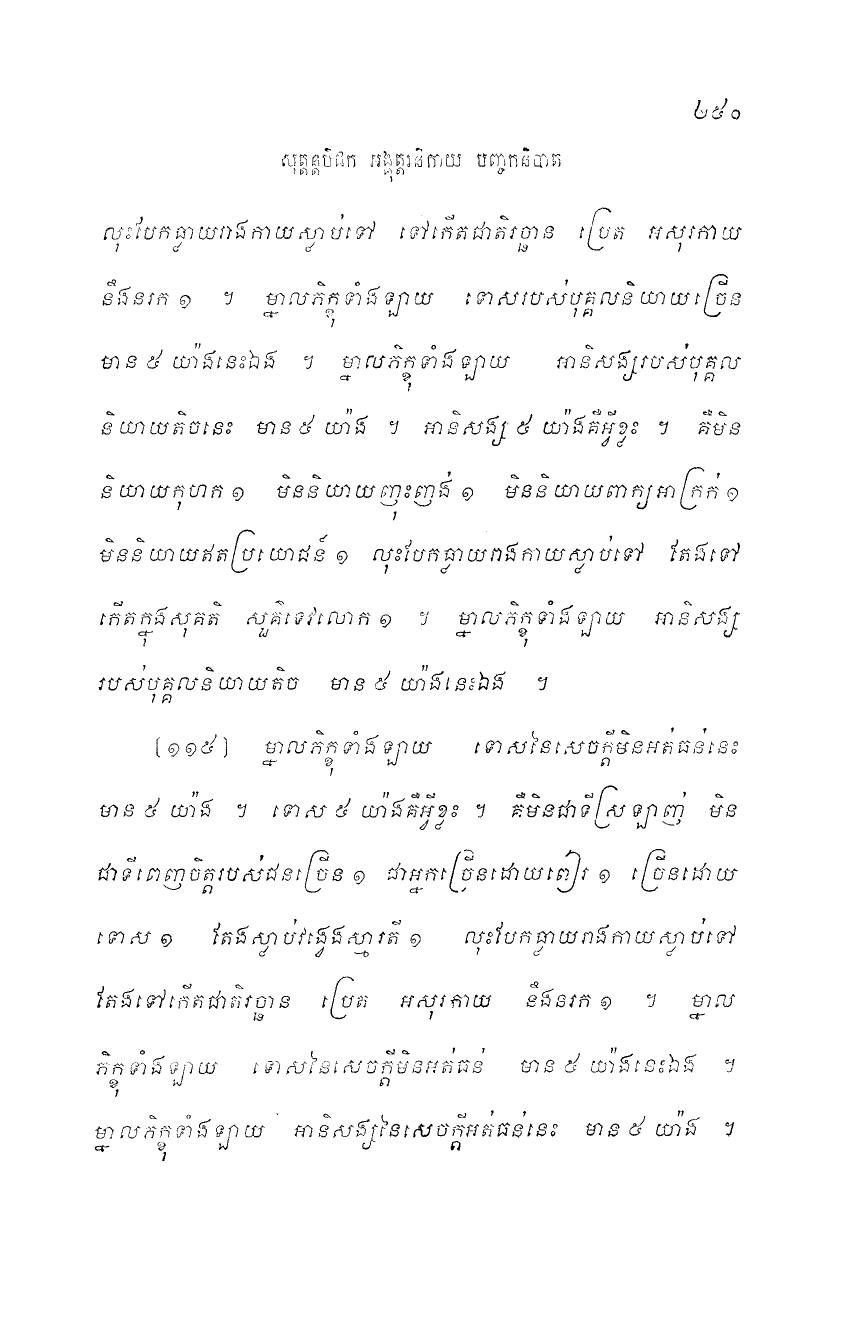 ២៥០
សុត្តន្តបិដក អង្គុត្តរនិកាយ បញ្ចកនិបាត
លុះបែកធ្លាយរាងកាយស្លាប់ទៅ ទៅកើតជាតិរច្ឆាន ប្រេត អសុរកាយ
នឹងនរក ១ ។ ម្នាលភិក្ខុទាំងឡាយ ទោសរបស់បុគ្គលនិយាយច្រើន
មាន ៥ យ៉ាងនេះឯង ។ ម្នាលភិក្ខុទាំងឡាយ អានិសង្សរបស់បុគ្គល
និយាយតិចនេះ មាន ៥ យ៉ាង ។ អានិសង្ស ៥ យ៉ាងគឺអ្វីខ្លះ ។ គឺមិន
និយាយកុហក ១ មិននិយាយញុះញង់ ១ មិននិយាយពាក្យអាក្រក់ ១
មិននិយាយឥតប្រយោជន៍ ១ លុះបែកធ្លាយរាងកាយស្លាប់ទៅ តែងទៅ
កើតក្នុងសុគតិ សួគ៌ទេវលោក ១ ។ ម្នាលភិក្ខុទាំងឡាយ អានិសង្ស
របស់បុគ្គលនិយាយតិច មាន ៥ យ៉ាងនេះឯង ។
[១១៥] ម្នាលភិក្ខុទាំងឡាយ ទោសនៃសេចក្តីមិនអត់ធន់នេះ
មាន ៥ យ៉ាង ។ ទោស ៥ យ៉ាងគឺអ្វីខ្លះ ។ គឺមិនជាទីស្រឡាញ់ មិន
ជាទីពេញចិត្តរបស់ជនច្រើន ១ ជាអ្នកច្រើនដោយពៀរ ១ ច្រើនដោយ
ទោស ១ តែងស្លាប់វង្វេងស្មារតី ១ លុះបែកធ្លាយរាងកាយស្លាប់ទៅ
តែងទៅកើតជាតិរច្ឆាន ប្រេត អសុរកាយ នឹងនរក ១ ។ ម្នាល
ភិក្ខុទាំងឡាយ ទោសនៃសេចក្តីមិនអត់ធន់ មាន ៥ យ៉ាងនេះឯង ។
ម្នាលភិក្ខុទាំងឡាយ អានិសង្សនៃសេចក្តីអត់ធន់នេះ មាន ៥ យ៉ាង ។